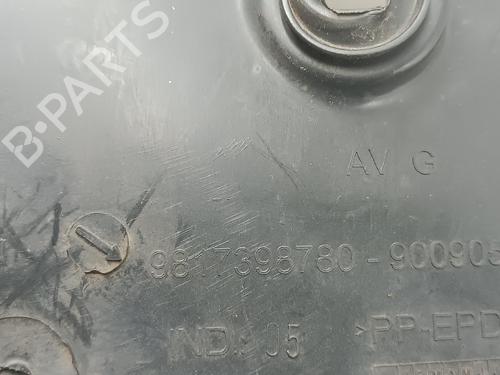 B-PARTS
AV G
9817398780-900905
IND. 05 >PP-EPD